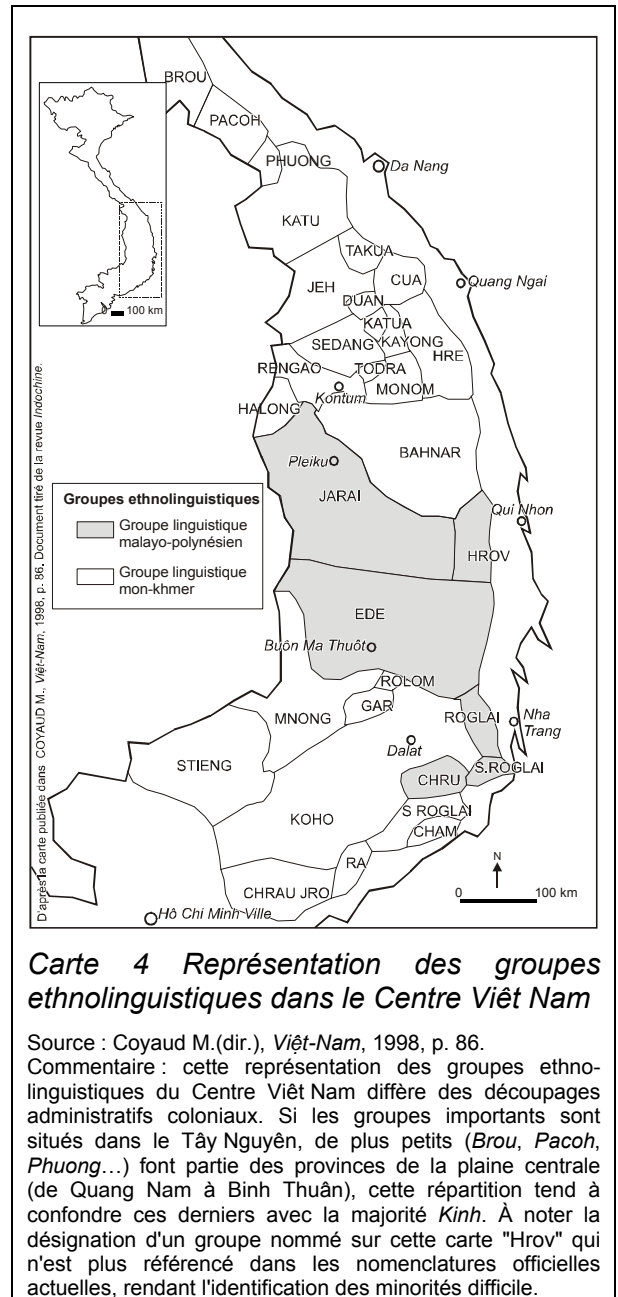 BROU
PACOH
PHUONG
Da Nang
KATU
TAKUA
CUA
Quang Ngai
JEH
DUAN
KATUA
SEDANG
KAYONG
HRE
RENGAO
TODRA
MONOM
Kontum
HALONG
BAHNAR
Pleiku
JARAI
Qui Nhon
HROV
EDE
Buôn Ma Thuôt
ROLOM
GAR
MNONG
ROGLAI
Nha
Trang
Dalat
STIENG
CHRU
S.ROGLAI
S ROGLAI
KOHO
CHAM
RA
CHRAU JRO
Hô Chi Minh Ville
0 100 km
N
0 100 km
Groupes ethnolinguistiques
Groupe linguistique
malayo-polynésien
Groupe linguistique
mon-khmer
D'après la carte publiée dans COYAUD M., Việt-Nam, 1998, p. 86. Document tiré de la revue Indochine.
Carte 4 Représentation des groupes
ethnolinguistiques dans le Centre Viêt Nam
Source : Coyaud M.(dir.), Việt-Nam, 1998, p. 86.
Commentaire : cette représentation des groupes ethno-
linguistiques du Centre Viêt Nam diffère des découpages
administratifs coloniaux. Si les groupes importants sont
situés dans le Tây Nguyên, de plus petits (Brou, Pacoh,
Phuong…) font partie des provinces de la plaine centrale
(de Quang Nam à Binh Thuân), cette répartition tend à
confondre ces derniers avec la majorité Kinh. À noter la
désignation d'un groupe nommé sur cette carte "Hrov" qui
n'est plus référencé dans les nomenclatures officielles
actuelles, rendant l'identification des minorités difficile.